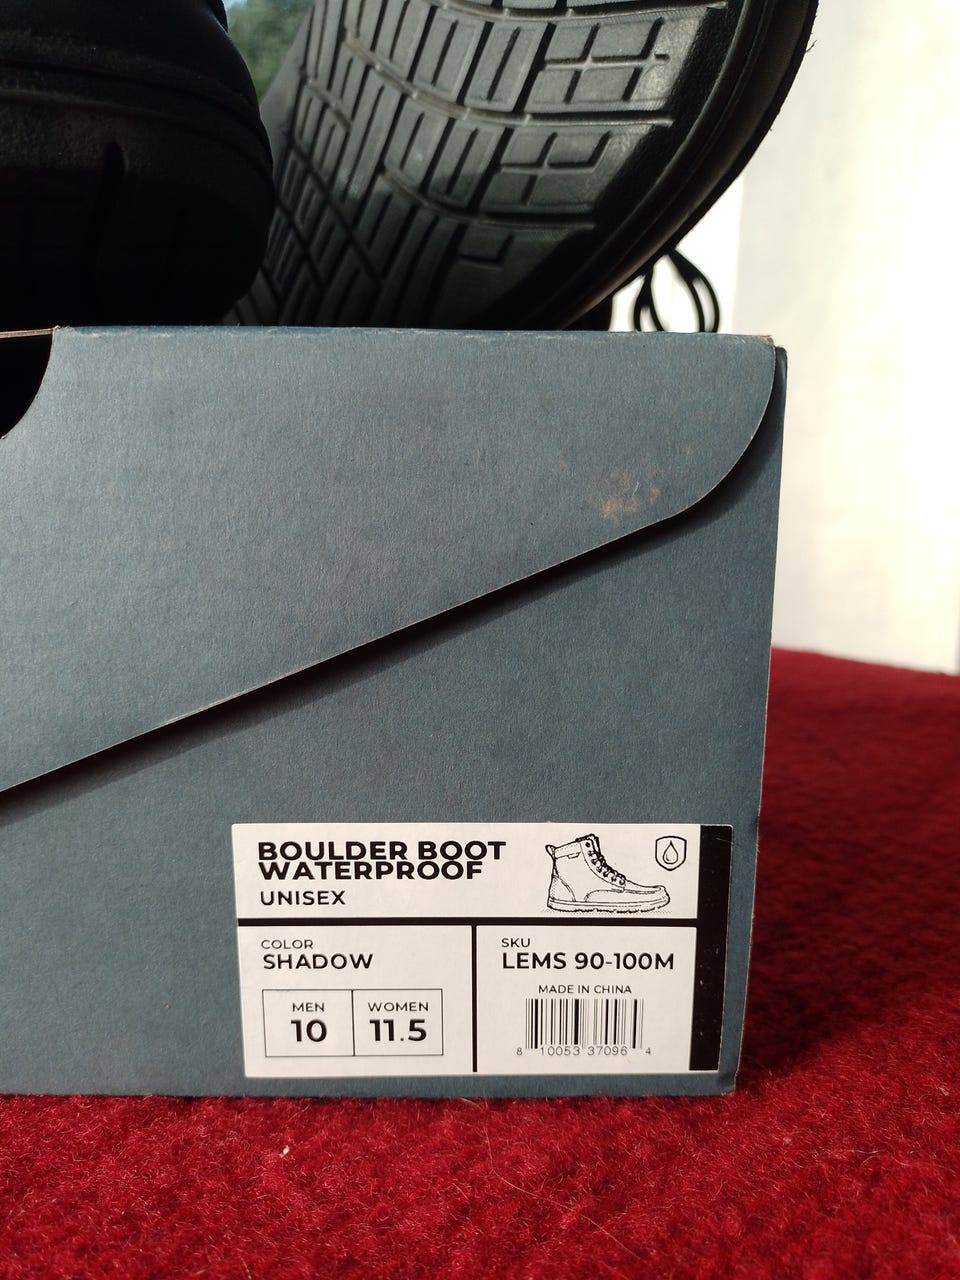 BOULDER BOOT
WATERPROOF
UNISEX
COLOR
SHADOW
MEN
10
WOMEN
11.5
SKU
LEMS 90-100M
MADE IN CHINA
8 10053 37096 4